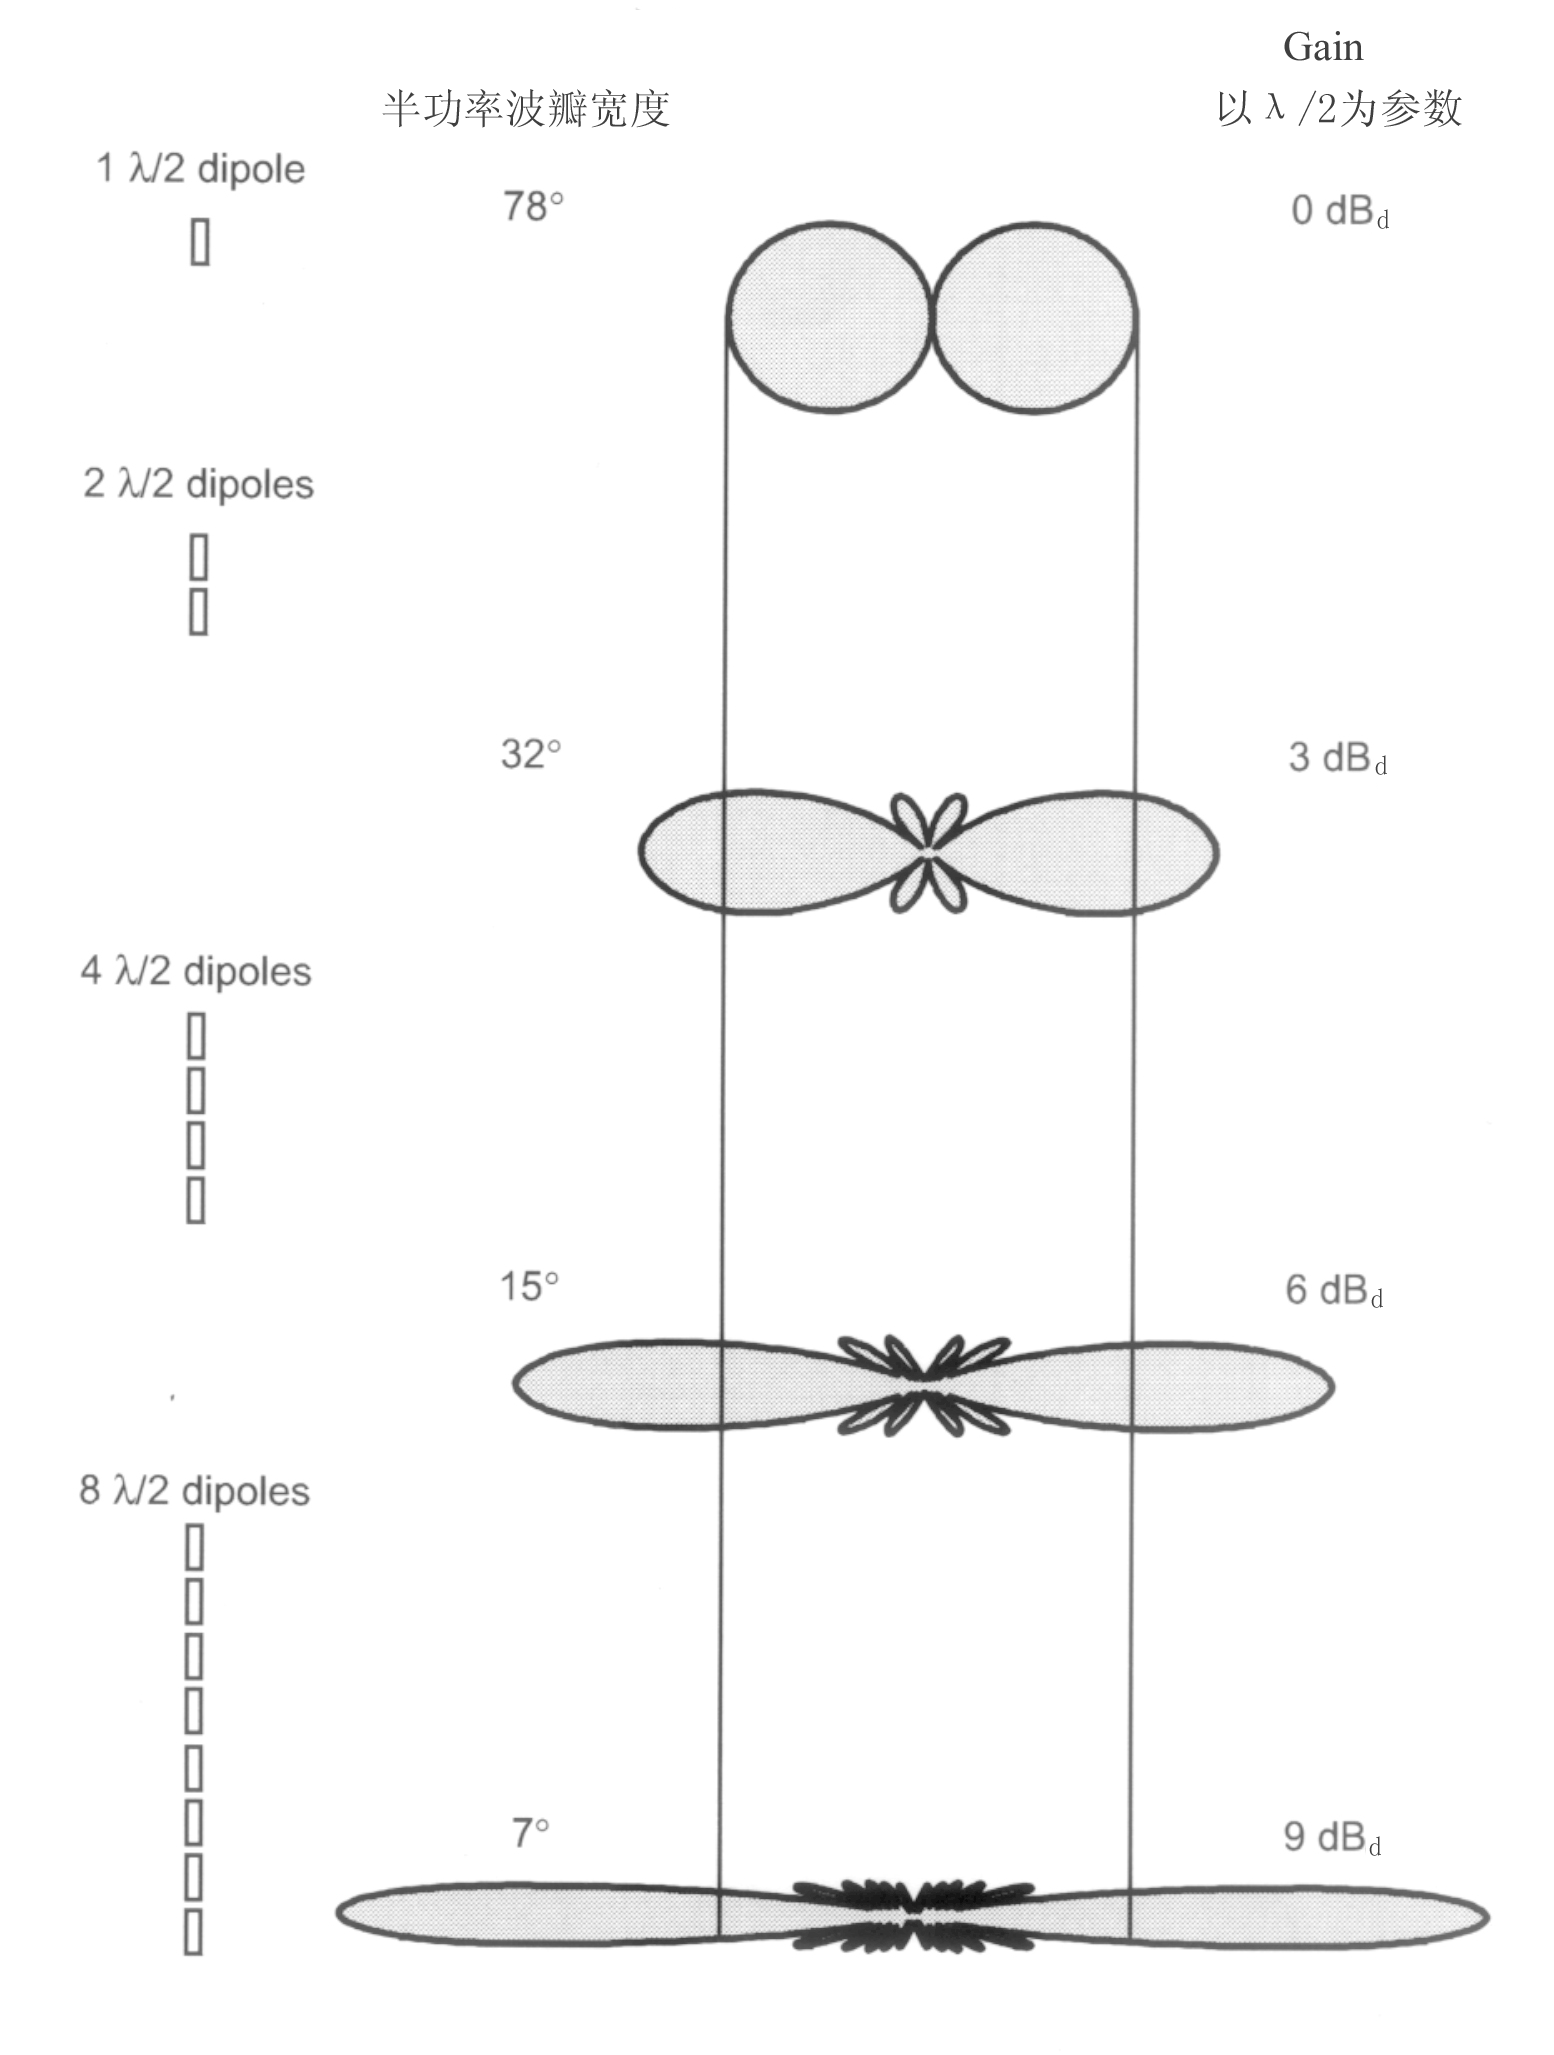 Gain
半功率波瓣宽度
以λ/2为参数
1 λ/2 dipole
78°
0 dBd
2 λ/2 dipoles
32°
3 dBd
4 λ/2 dipoles
15°
6 dBd
8 λ/2 dipoles
7°
9 dBd